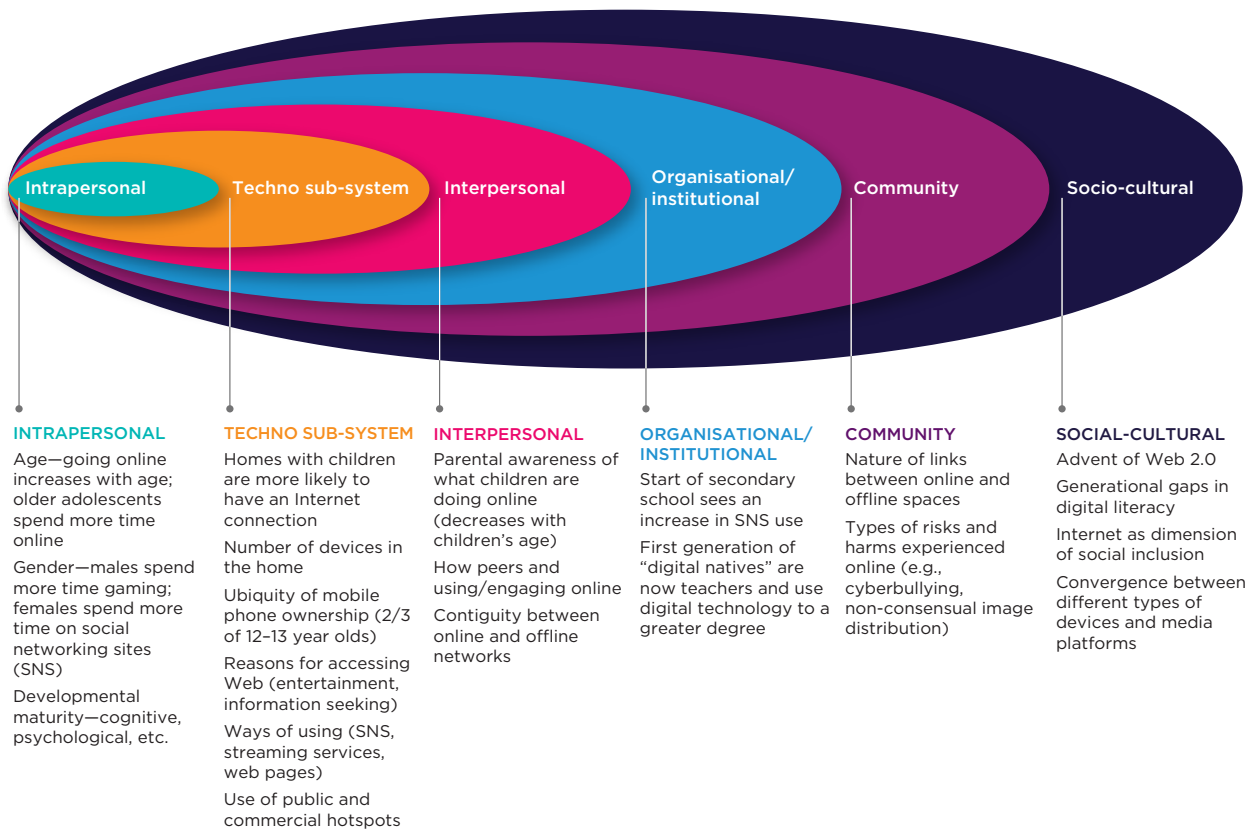 Intrapersonal
Techno sub-system
Interpersonal
Organisational/
institutional
Community
Socio-cultural
INTRAPERSONAL
Age—going online
increases with age;
older adolescents
spend more time
online
Gender—males spend
more time gaming;
females spend more
time on social
networking sites
(SNS)
Developmental
maturity—cognitive,
psychological, etc.
TECHNO SUB-SYSTEM
Homes with children
are more likely to
have an Internet
connection
Number of devices in
the home
Ubiquity of mobile
phone ownership (2/3
of 12–13 year olds)
Reasons for accessing
Web (entertainment,
information seeking)
Ways of using (SNS,
streaming services,
web pages)
Use of public and
commercial hotspots
INTERPERSONAL
Parental awareness of
what children are
doing online
(decreases with
children’s age)
How peers and
using/engaging online
Contiguity between
online and offline
networks
ORGANISATIONAL/
INSTITUTIONAL
Start of secondary
school sees an
increase in SNS use
First generation of
“digital natives” are
now teachers and use
digital technology to a
greater degree
COMMUNITY
Nature of links
between online and
offline spaces
Types of risks and
harms experienced
online (e.g.,
cyberbullying,
non-consensual image
distribution)
SOCIAL-CULTURAL
Advent of Web 2.0
Generational gaps in
digital literacy
Internet as dimension
of social inclusion
Convergence between
different types of
devices and media
platforms